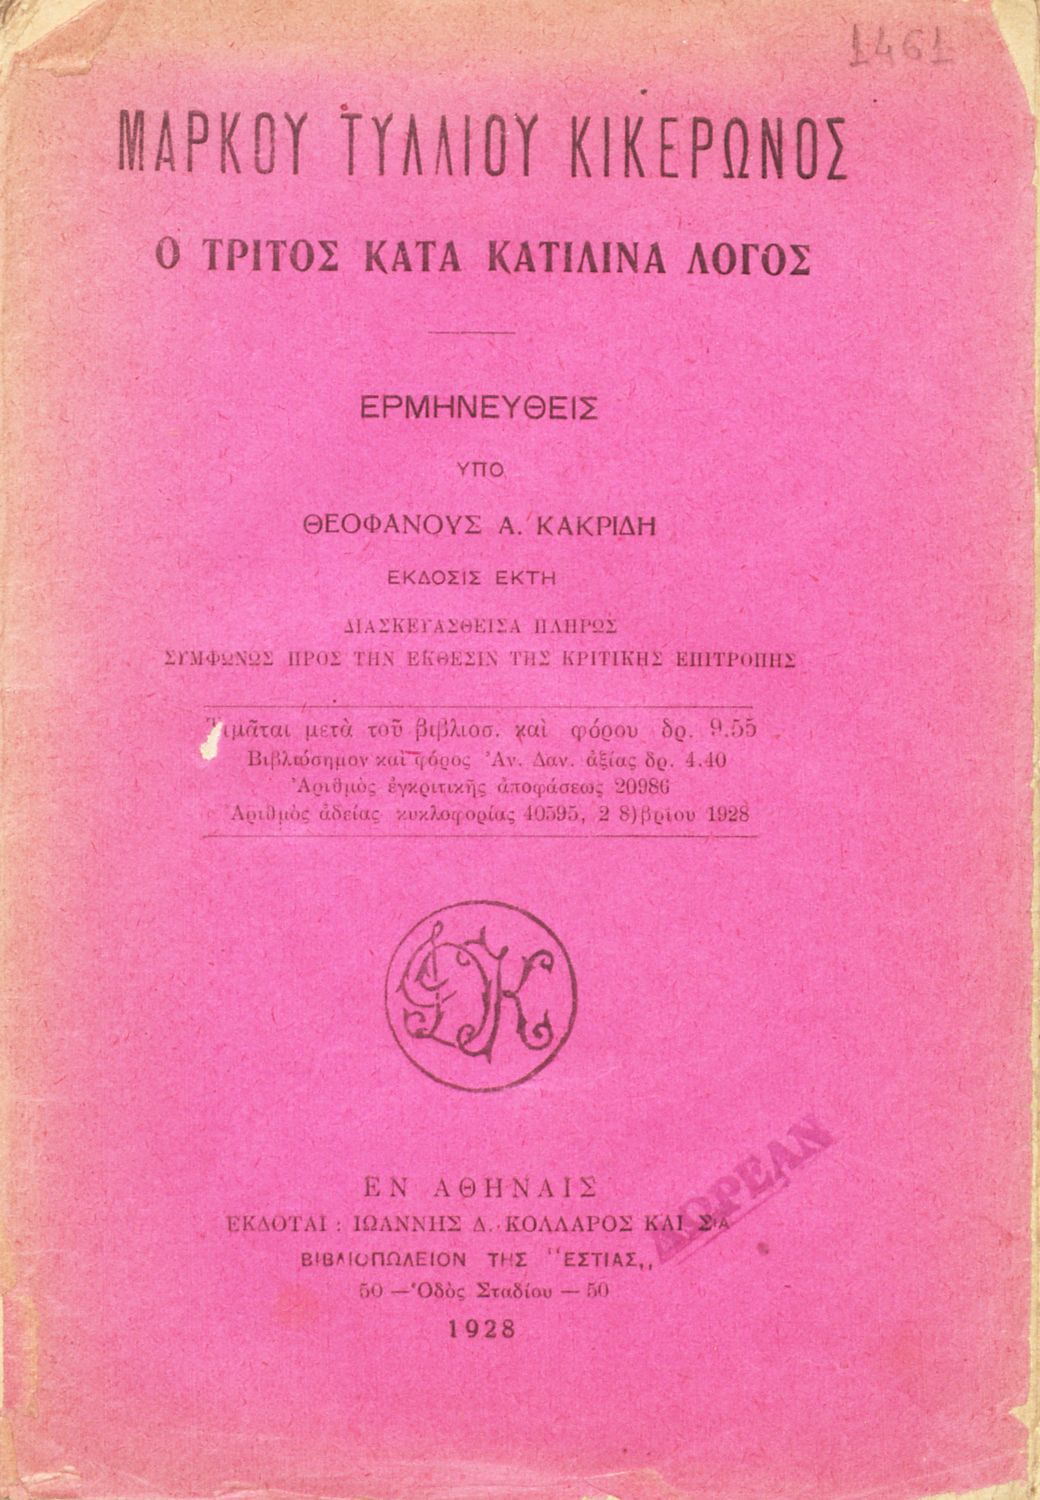 1461
ΜΑΡΚΟΥ ΤΥΛΛΙΟΥ ΚΙΚΕΡΩΝΟΣ
Ο ΤΡΙΤΟΣ ΚΑΤΑ ΚΑΤΙΛΙΝΑ ΛΟΓΟΣ
ΕΡΜΗΝΕΥΘΕΙΣ
ΥΠΟ
ΘΕΟΦΑΝΟΥΣ Α. ΚΑΚΡΙΔΗ
ΕΚΔΟΣΙΣ ΕΚΤΗ
ΔΙΑΣΚΕΥΑΣΘΕΙΣΑ ΠΛΗΡΩΣ
ΣΥΜΦΩΝΩΣ ΠΡΟΣ ΤΗΝ ΕΚΘΕΣΙΝ ΤΗΣ ΚΡΙΤΙΚΗΣ ΕΠΙΤΡΟΠΗΣ
Τιμᾶται μετὰ τοῦ βιβλιοσ. καὶ φόρου δρ. 9.55
Βιβλιόσημον καὶ φόρος Ἀν. Δαν. ἀξίας δρ. 4.40
Ἀριθμὸς ἐγκριτικῆς ἀποφάσεως 20986
Ἀριθμὸς ἀδείας κυκλοφορίας 40595, 2 8)βρίου 1928
ΙΔΚ
ΕΝ ΑΘΗΝΑΙΣ
ΕΚΔΟΤΑΙ : ΙΩΑΝΝΗΣ Δ. ΚΟΛΛΑΡΟΣ ΚΑΙ ΣΙΑ
ΒΙΒΛΙΟΠΩΛΕΙΟΝ ΤΗΣ "ΕΣΤΙΑΣ,,
50 — Ὁδὸς Σταδίου — 50
1928
ΔΩΡΕΑΝ